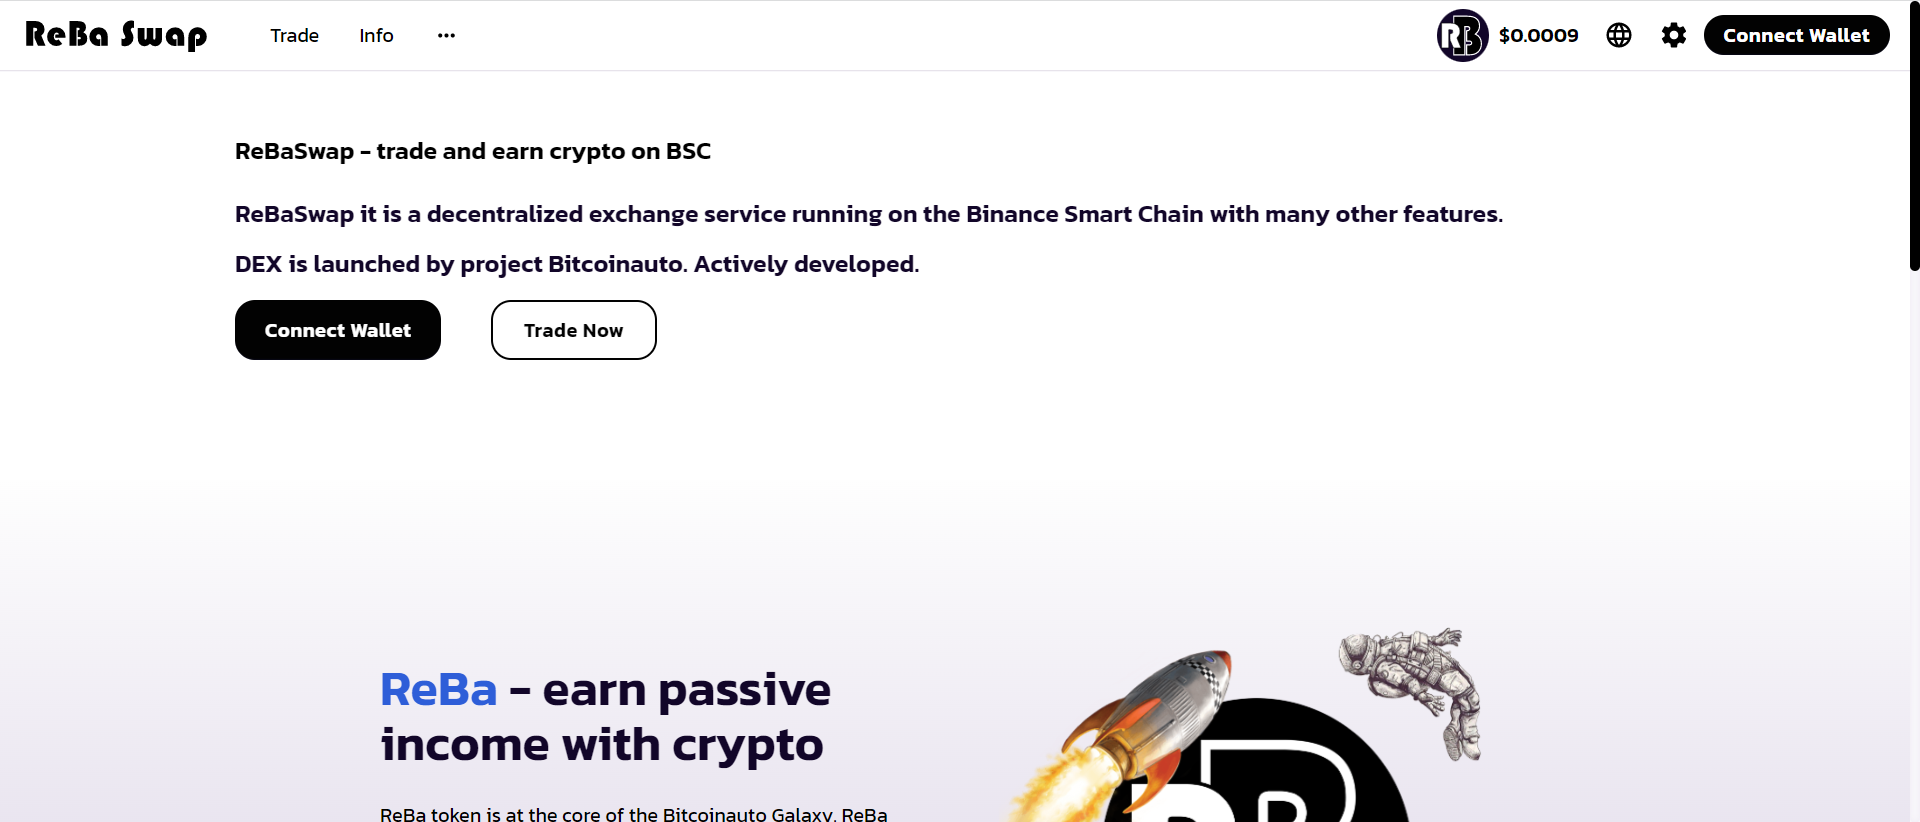 ReBa Swap
Trade
Info
RB
$0.0009
Connect Wallet
ReBaSwap - trade and earn crypto on BSC
ReBaSwap it is a decentralized exchange service running on the Binance Smart Chain with many other features.
DEX is launched by project Bitcoinauto. Actively developed.
Connect Wallet
Trade Now
ReBa - earn passive
income with crypto
ReBa token is at the core of the Bitcoinauto Galaxy. ReBa